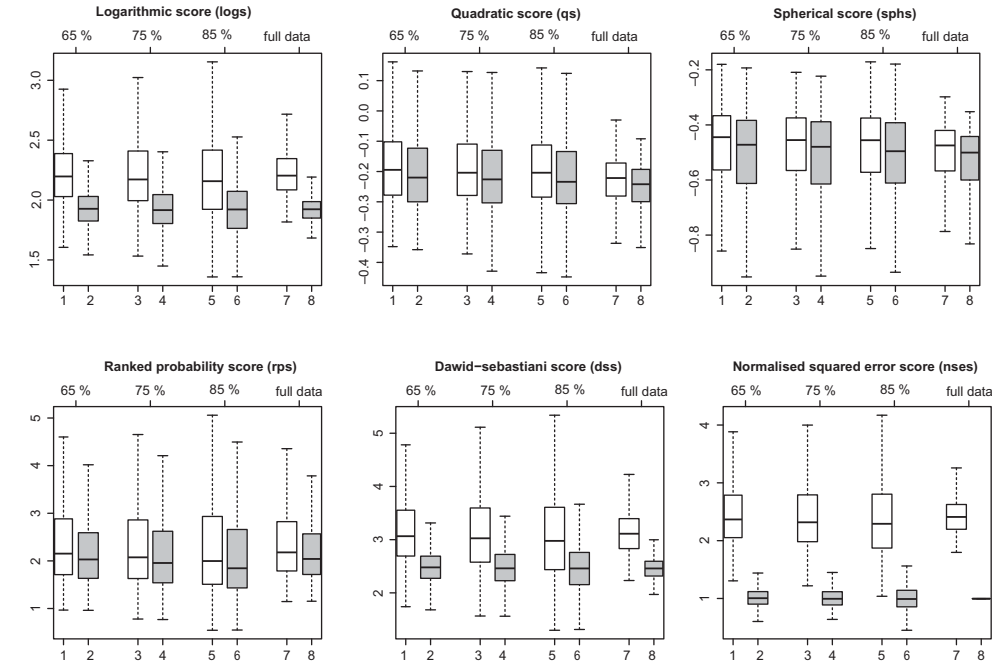 Logarithmic score (logs)
65 % 75 % 85 % full data
3.0
2.5
2.0
1.5
1 2 3 4 5 6 7 8
Quadratic score (qs)
65 % 75 % 85 % full data
0.1
0.0
−0.1
−0.2
−0.3
−0.3
−0.4
1 2 3 4 5 6 7 8
Spherical score (sphs)
65 % 75 % 85 % full data
−0.2
−0.4
−0.6
−0.8
1 2 3 4 5 6 7 8
Ranked probability score (rps)
65 % 75 % 85 % full data
5
4
3
2
1
1 2 3 4 5 6 7 8
Dawid−sebastiani score (dss)
65 % 75 % 85 % full data
5
4
3
2
1 2 3 4 5 6 7 8
Normalised squared error score (nses)
65 % 75 % 85 % full data
4
3
2
1
1 2 3 4 5 6 7 8